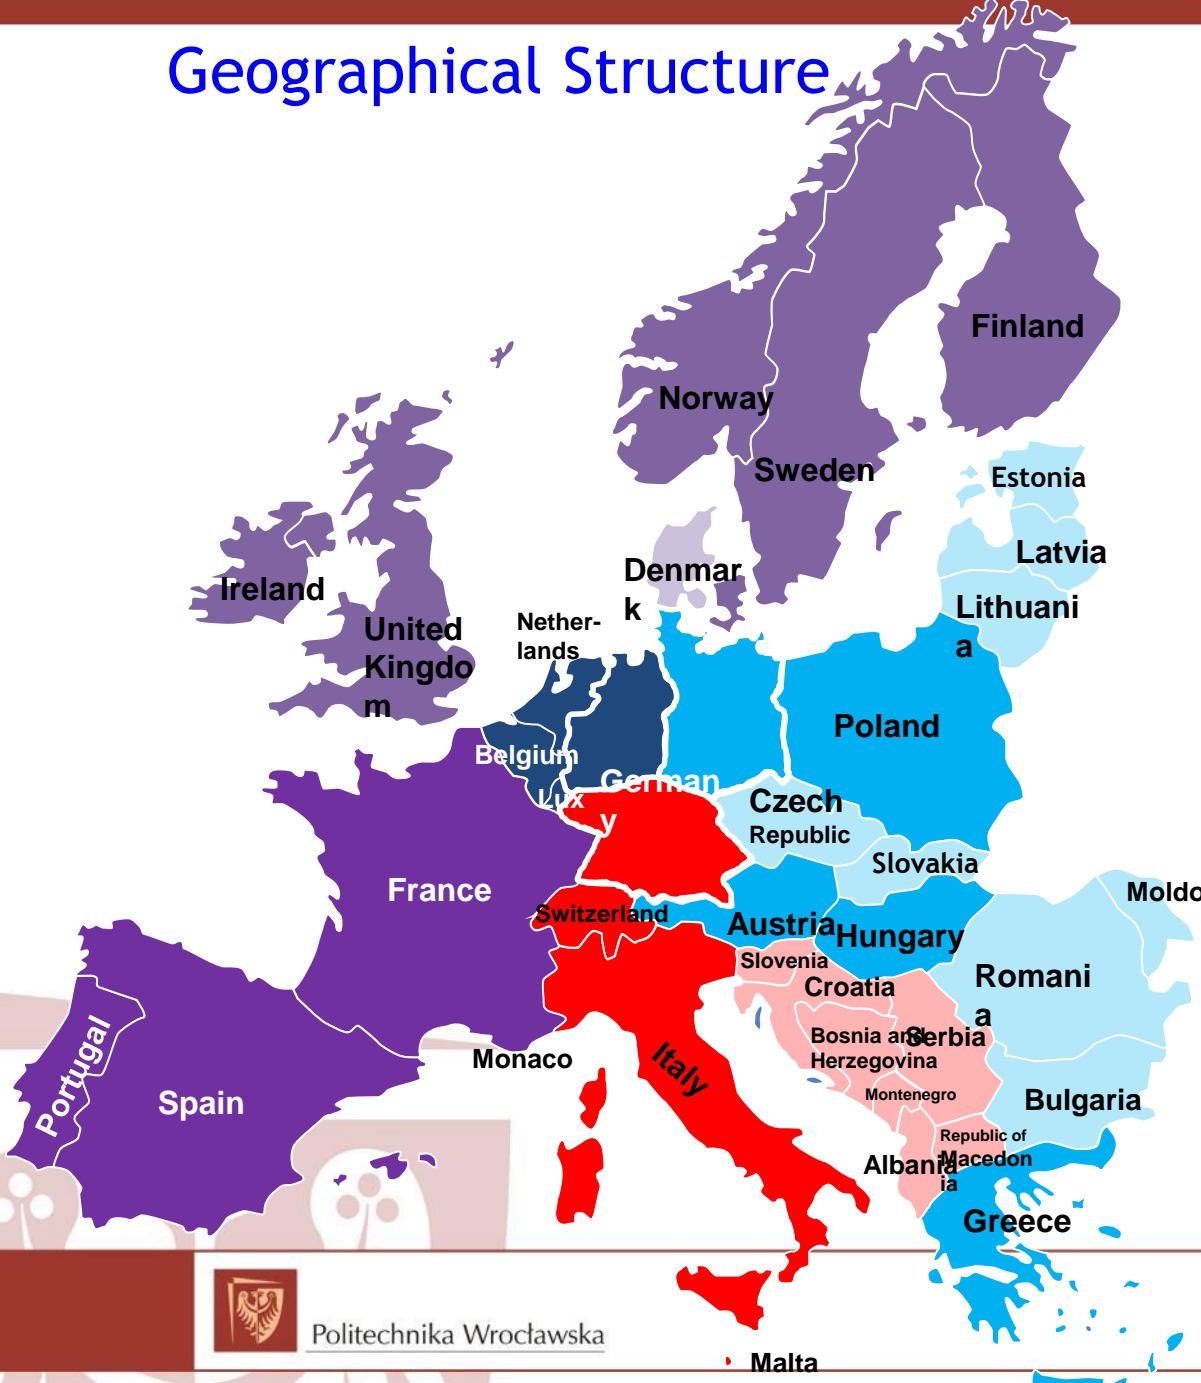 Geographical Structure
Finland
Norway
Sweden
Estonia
Latvia
Denmar
k
Ireland
Lithuani
a
Nether-
lands
United
Kingdo
m
Poland
Belgium
German
y
Lux
Czech
Republic
Slovakia
France
Moldo
Switzerland
Austria
Hungary
Slovenia
Croatia
Romani
a
Bosnia and
Herzegovina
Serbia
Monaco
Italy
Portugal
Spain
Montenegro
Bulgaria
Republic of
Macedon
ia
Albania
Greece
Politechnika Wrocławska
Malta